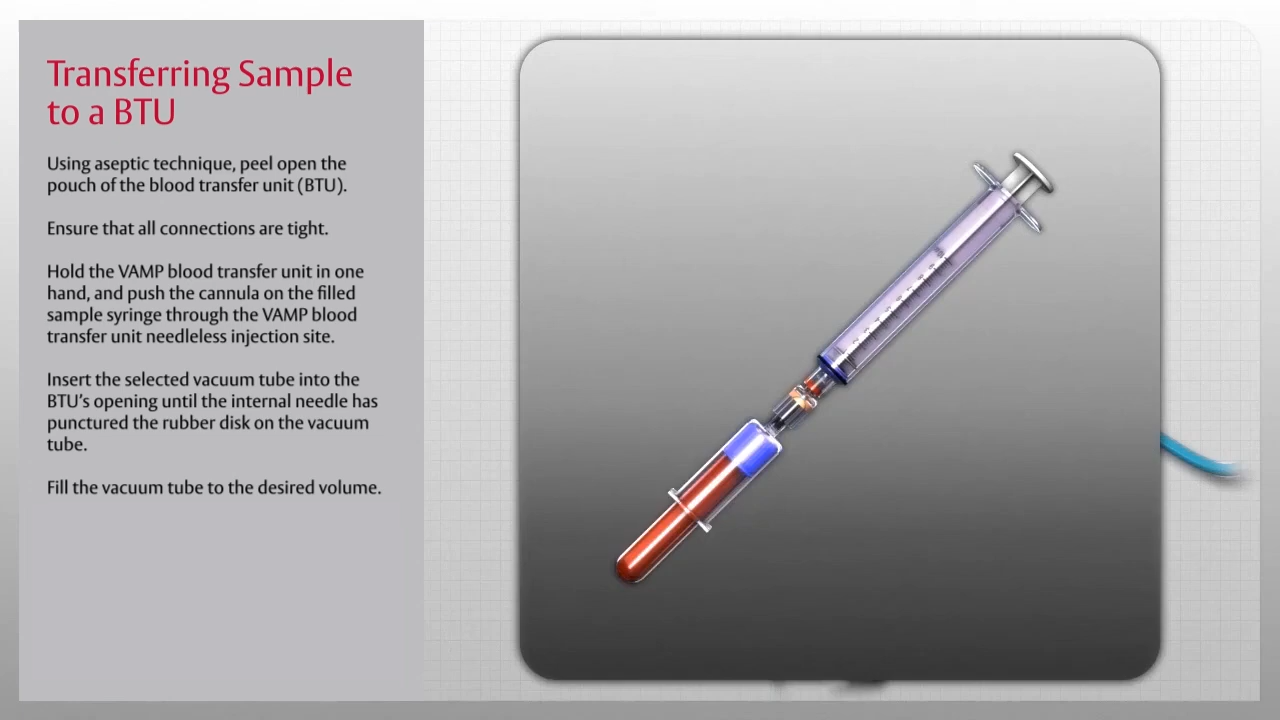 Transferring Sample
to a BTU
Using aseptic technique, peel open the
pouch of the blood transfer unit (BTU).
Ensure that all connections are tight.
Hold the VAMP blood transfer unit in one
hand, and push the cannula on the filled
sample syringe through the VAMP blood
transfer unit needleless injection site.
Insert the selected vacuum tube into the
BTU’s opening until the internal needle has
punctured the rubber disk on the vacuum
tube.
Fill the vacuum tube to the desired volume.